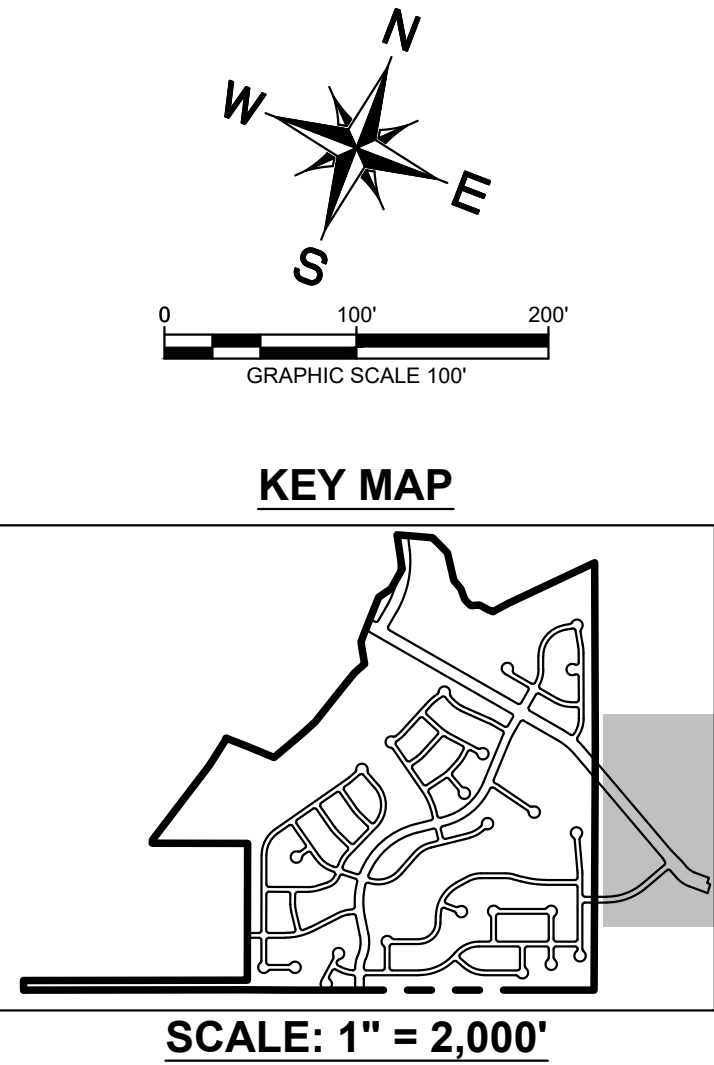 N
W
E
S
0 100' 200'
GRAPHIC SCALE 100'
KEY MAP
SCALE: 1" = 2,000'